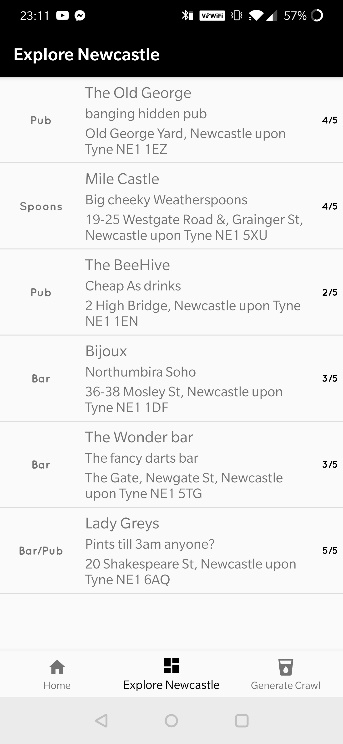 23:11
VoWiFi
57%
Explore Newcastle
The Old George
banging hidden pub
Pub
Old George Yard, Newcastle upon
Tyne NE1 1EZ
4/5
Mile Castle
Big cheeky Weatherspoons
Spoons
19-25 Westgate Road &, Grainger St,
Newcastle upon Tyne NE1 5XU
4/5
The BeeHive
Cheap As drinks
Pub
2 High Bridge, Newcastle upon Tyne
NE1 1EN
2/5
Bijoux
Northumbira Soho
Bar
36-38 Mosley St, Newcastle upon
Tyne NE1 1DF
3/5
The Wonder bar
The fancy darts bar
Bar
The Gate, Newgate St, Newcastle
upon Tyne NE1 5TG
3/5
Lady Greys
Pints till 3am anyone?
Bar/Pub
20 Shakespeare St, Newcastle upon
Tyne NE1 6AQ
5/5
Home
Explore Newcastle
Generate Crawl